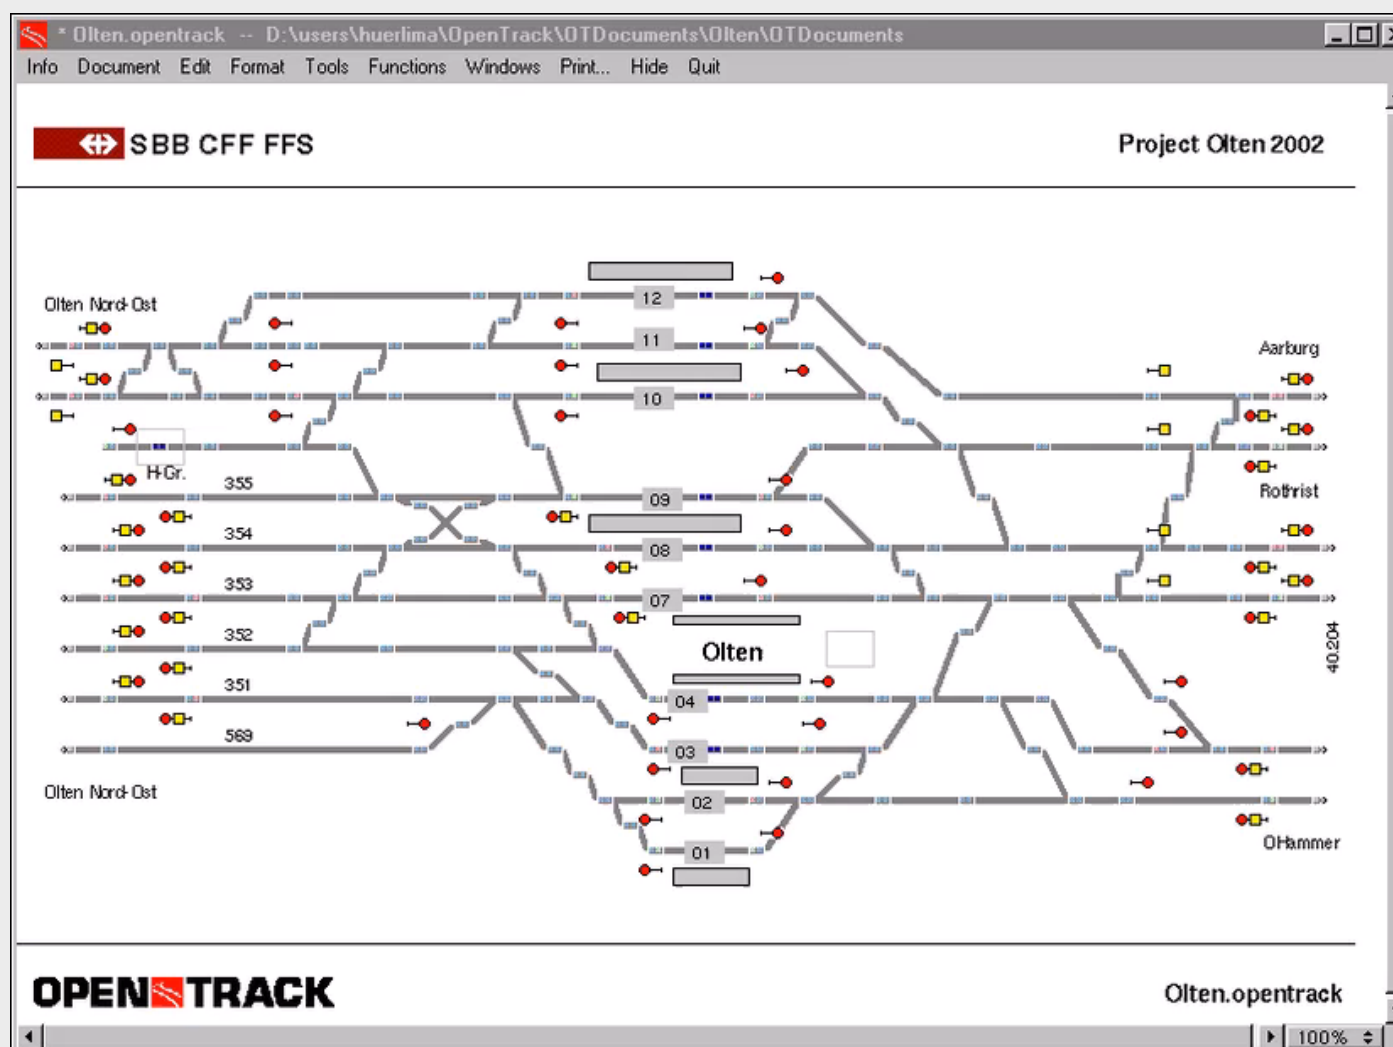 * Olten.opentrack -- D:\users\huerlima\OpenTrack\OTDocuments\Olten\OTDocuments
Info Document Edit Format Tools Functions Windows Print... Hide Quit
SBB CFF FFS
Project Olten 2002
Olten Nord-Ost
12
11
Aarburg
10
H-Gr.
355
09
Rothrist
354
08
353
07
352
Olten
40.204
351
04
569
03
Olten Nord-Ost
02
OHammer
01
OPEN TRACK
Olten.opentrack
100%